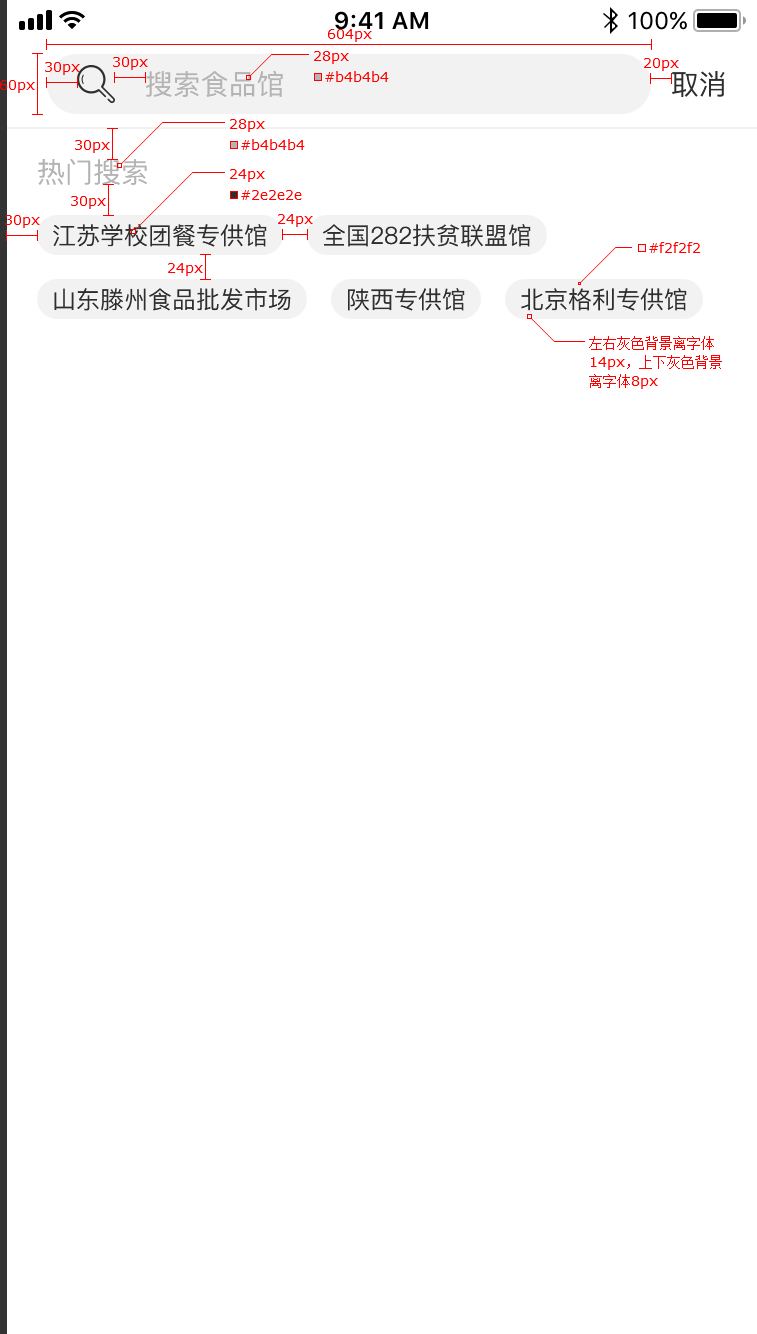 9:41 AM 100%
604px
30px 30px 28px 20px
60px 搜索食品馆 #b4b4b4 取消
28px
30px #b4b4b4
热门搜索 24px
30px #2e2e2e
30px 24px
江苏学校团餐专供馆 全国282扶贫联盟馆
#f2f2f2
24px
山东滕州食品批发市场 陕西专供馆 北京格利专供馆
左右灰色背景离字体
14px，上下灰色背景
离字体8px